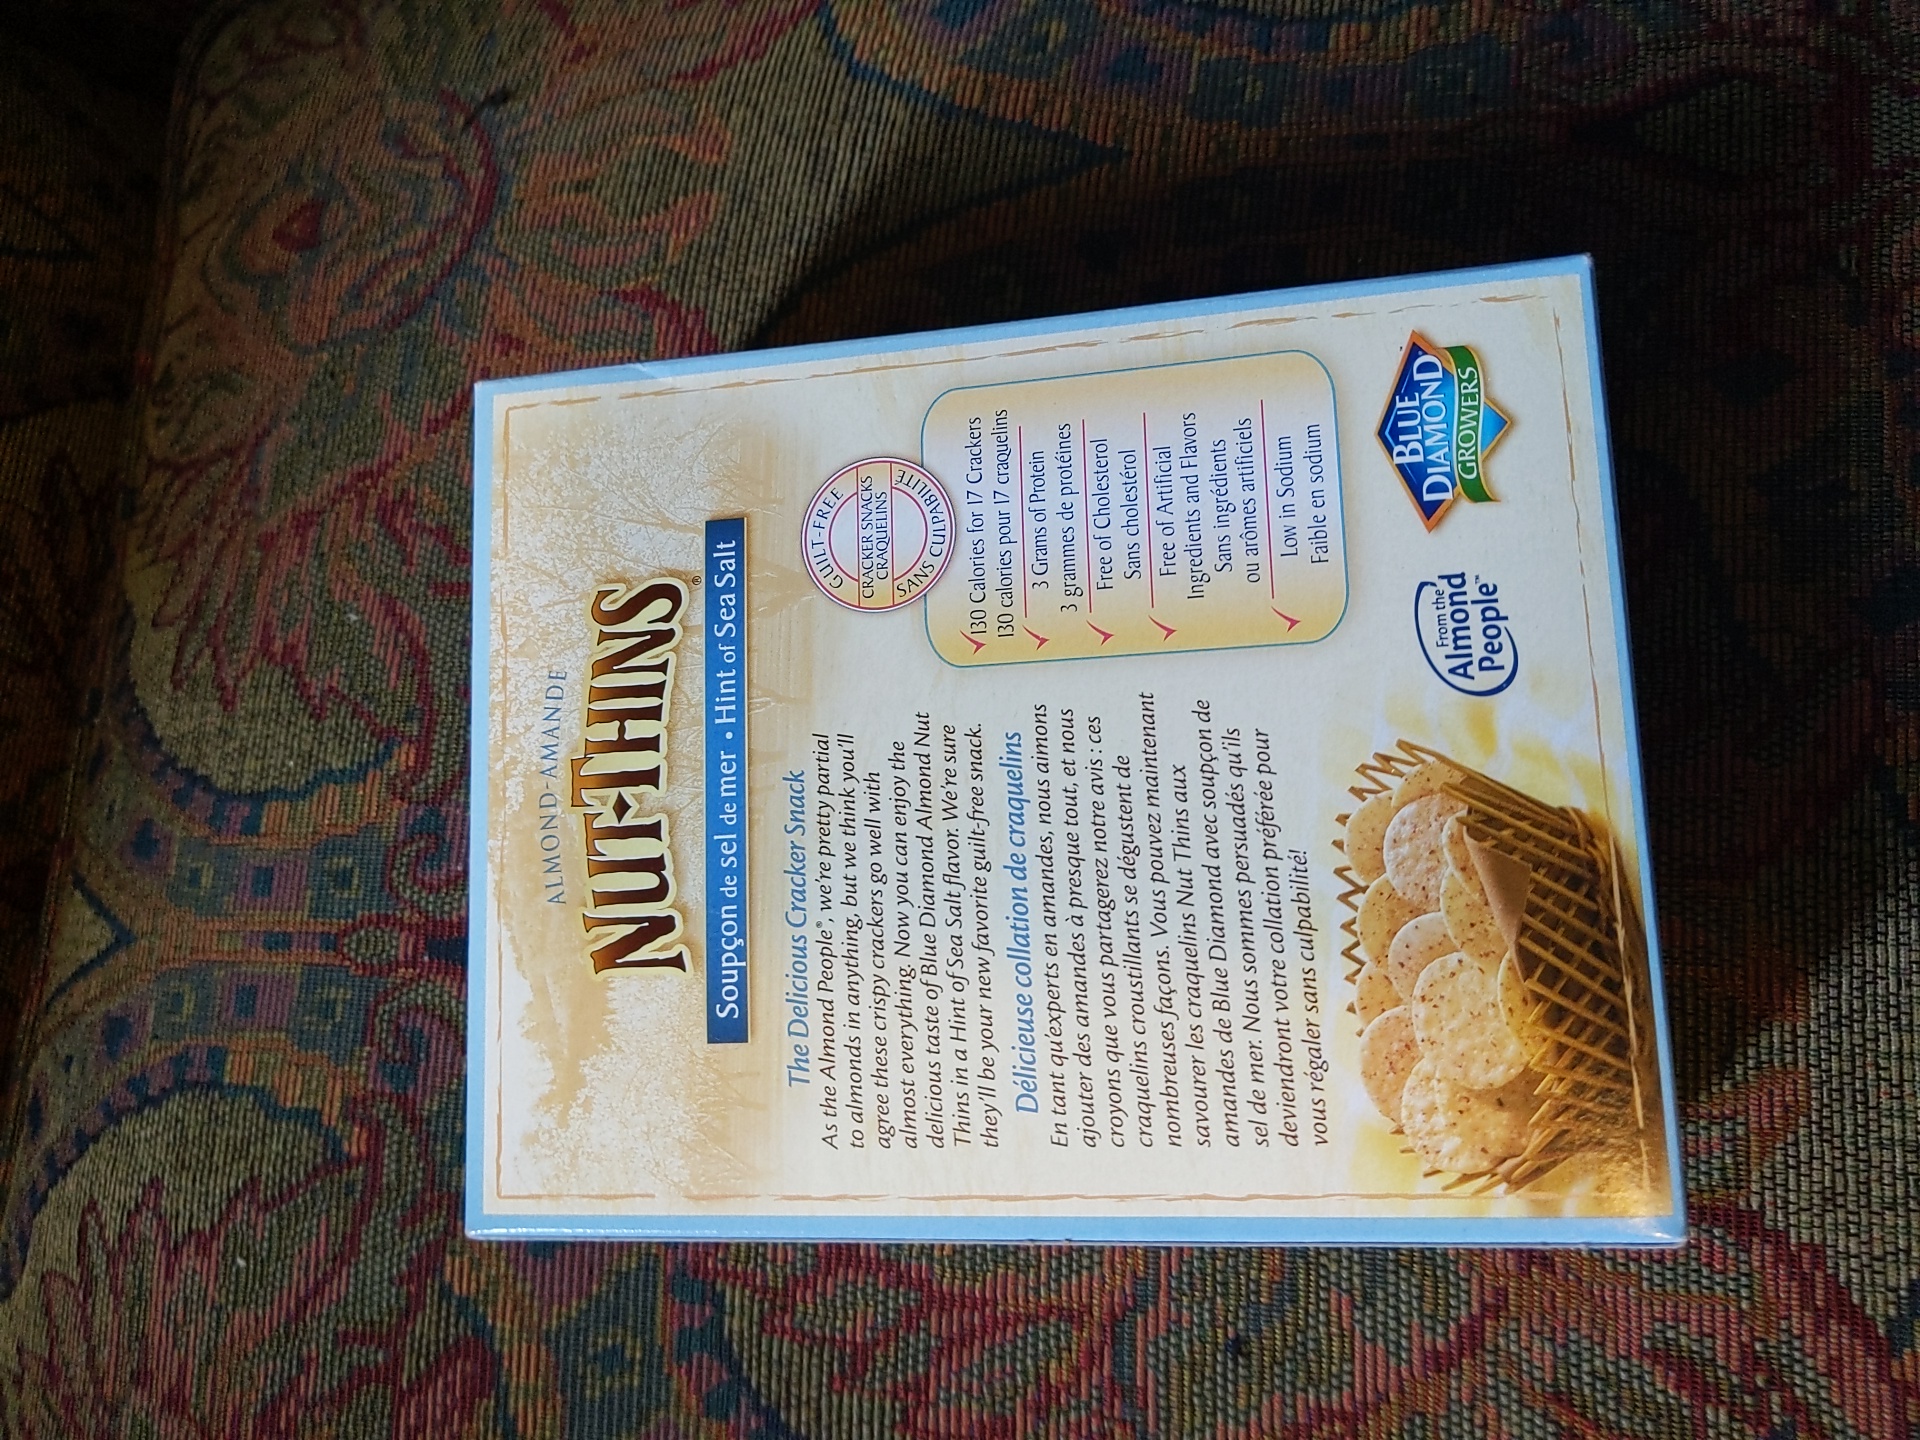 ALMOND-AMANDE
NUT-THINS®
Soupçon de sel de mer • Hint of Sea Salt
The Delicious Cracker Snack
As the Almond People®, we're pretty partial
to almonds in anything, but we think you'll
agree these crispy crackers go well with
almost everything. Now you can enjoy the
delicious taste of Blue Diamond Almond Nut
Thins in a Hint of Sea Salt flavor. We're sure
they'll be your new favorite guilt-free snack.
Délicieuse collation de craquelins
En tant qu'experts en amandes, nous aimons
ajouter des amandes à presque tout, et nous
croyons que vous partagerez notre avis : ces
craquelins croustillants se dégustent de
nombreuses façons. Vous pouvez maintenant
savourer les craquelins Nut Thins aux
amandes de Blue Diamond avec soupçon de
sel de mer. Nous sommes persuadés qu'ils
deviendront votre collation préférée pour
vous régaler sans culpabilité!
GUILT-FREE
CRACKER SNACKS
CRAQUELINS
SANS CULPABILITÉ
130 Calories for 17 Crackers
130 calories pour 17 craquelins
3 Grams of Protein
3 grammes de protéines
Free of Cholesterol
Sans cholestérol
Free of Artificial
Ingredients and Flavors
Sans ingrédients
ou arômes artificiels
Low in Sodium
Faible en sodium
From the
Almond
People™
BLUE
DIAMOND®
GROWERS